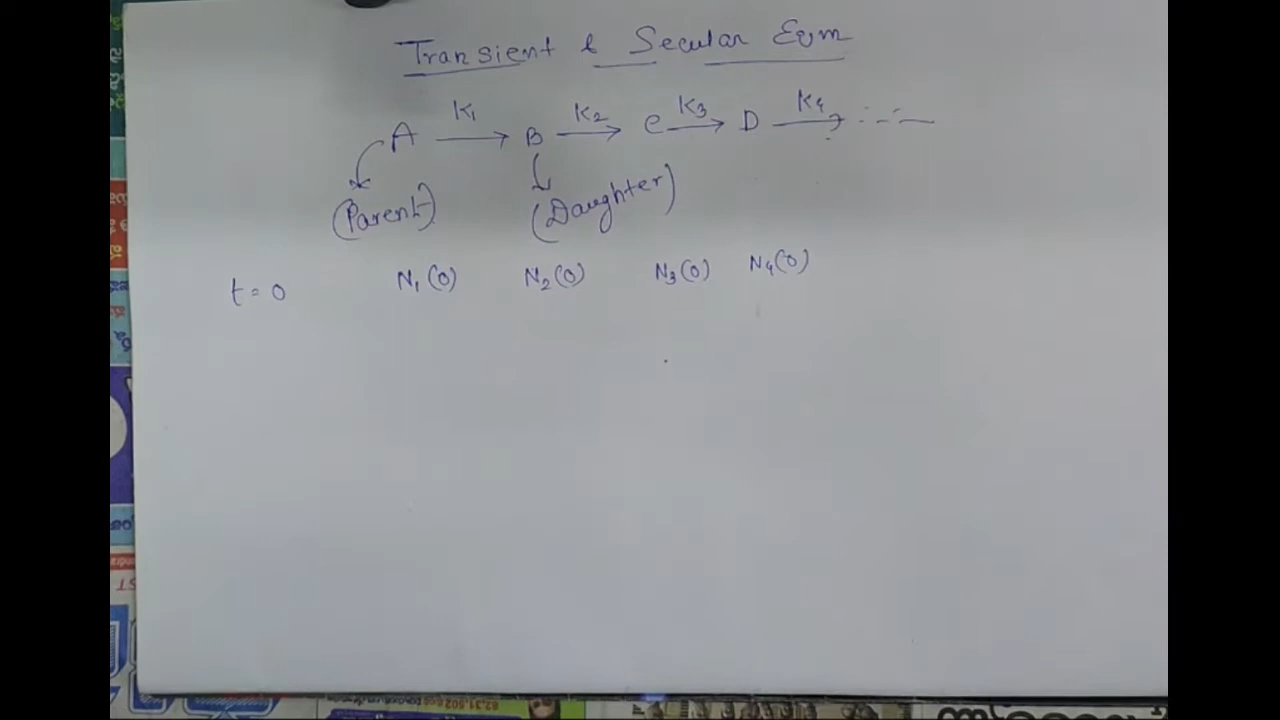 Transient & Secular Eqm
A K1 → B K2 → C K3 → D K4 →
(Parent) (Daughter)
t = 0 N1(0) N2(0) N3(0) N4(0)